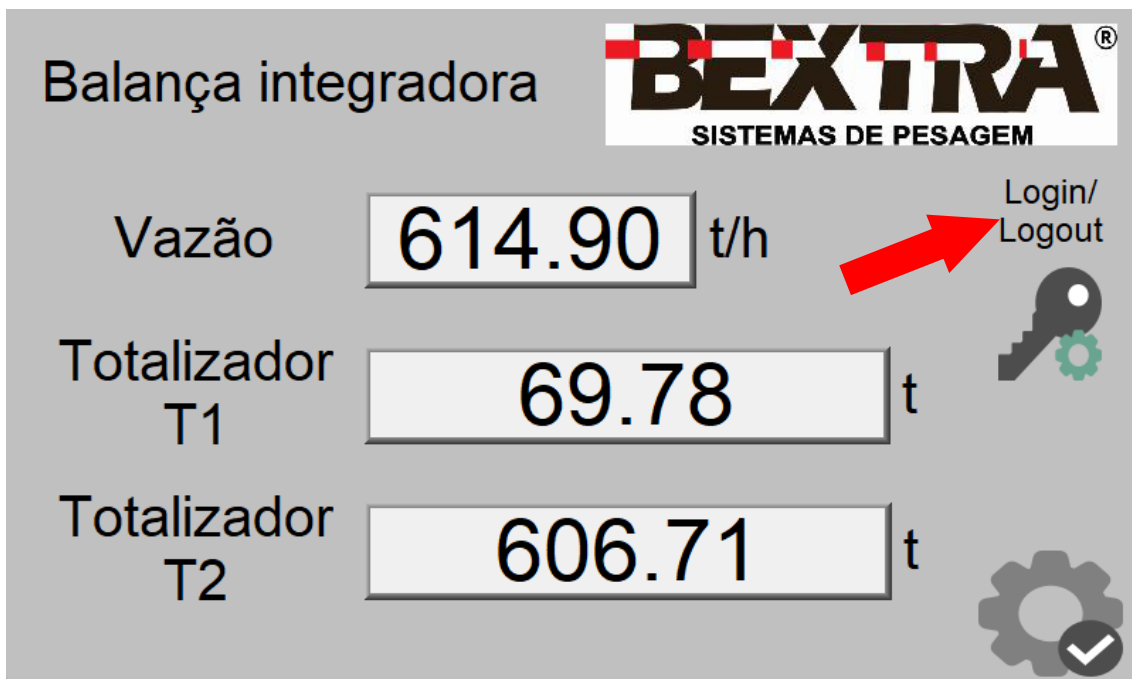 Balança integradora
BEXTRA®
SISTEMAS DE PESAGEM
Login/
Logout
Vazão 614.90 t/h
Totalizador
T1
69.78 t
Totalizador
T2
606.71 t